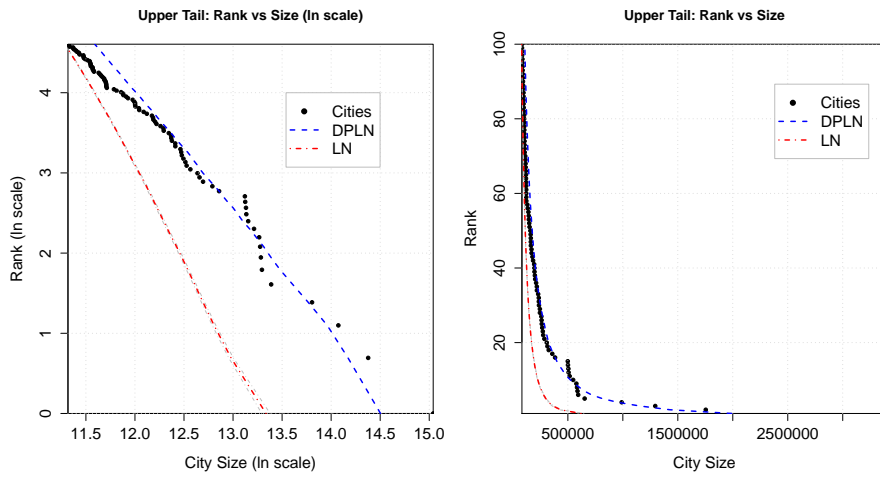 Upper Tail: Rank vs Size (ln scale)
Rank (ln scale)
4
3
2
1
0
Cities
DPLN
LN
11.5 12.0 12.5 13.0 13.5 14.0 14.5 15.0
City Size (ln scale)
Upper Tail: Rank vs Size
Rank
100
80
60
40
20
Cities
DPLN
LN
500000 1500000 2500000
City Size